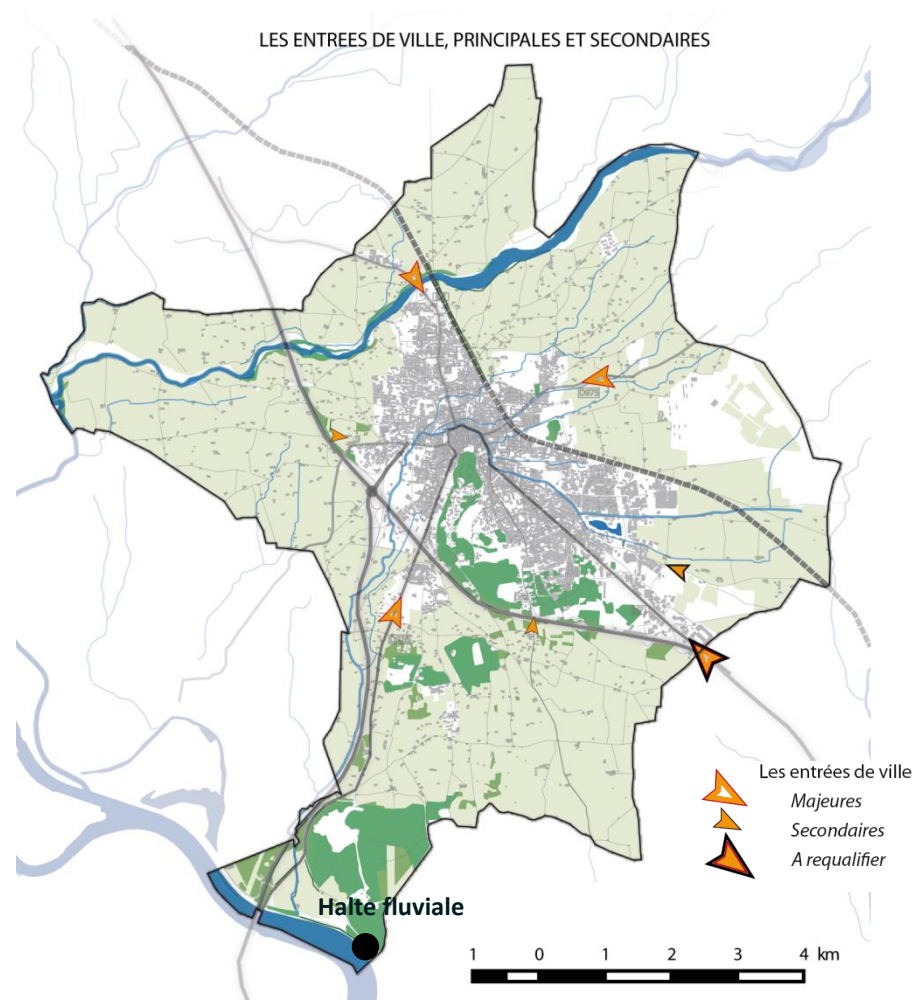 LES ENTREES DE VILLE, PRINCIPALES ET SECONDAIRES
D975
Les entrées de ville
Majeures
Secondaires
A requalifier
Halte fluviale
1 0 1 2 3 4 km